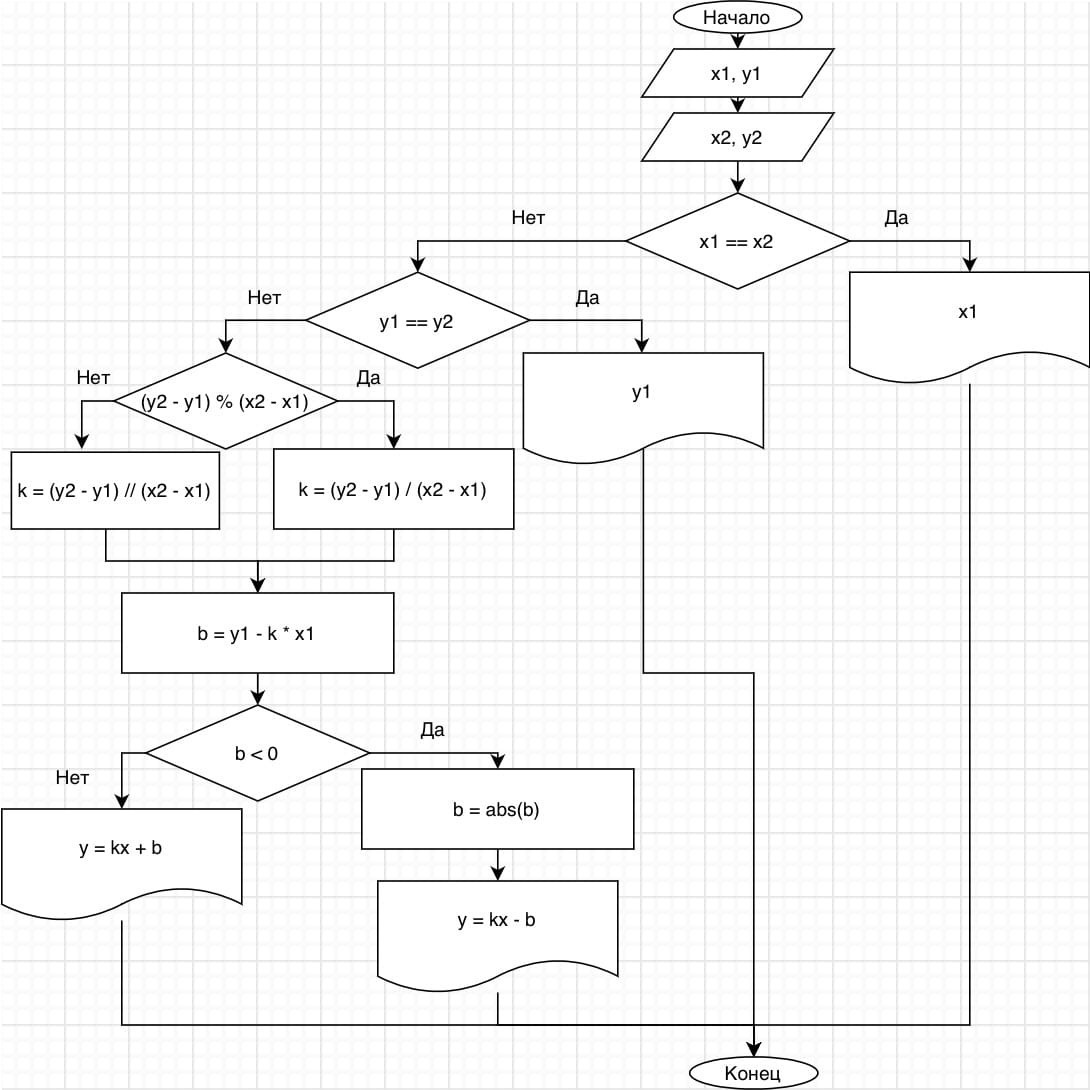 Начало
x1, y1
x2, y2
Нет
Да
x1 == x2
Нет
Да
x1
y1 == y2
Нет
Да
y1
(y2 - y1) % (x2 - x1)
k = (y2 - y1) // (x2 - x1)
k = (y2 - y1) / (x2 - x1)
b = y1 - k * x1
Да
b < 0
Нет
b = abs(b)
y = kx + b
y = kx - b
Конец